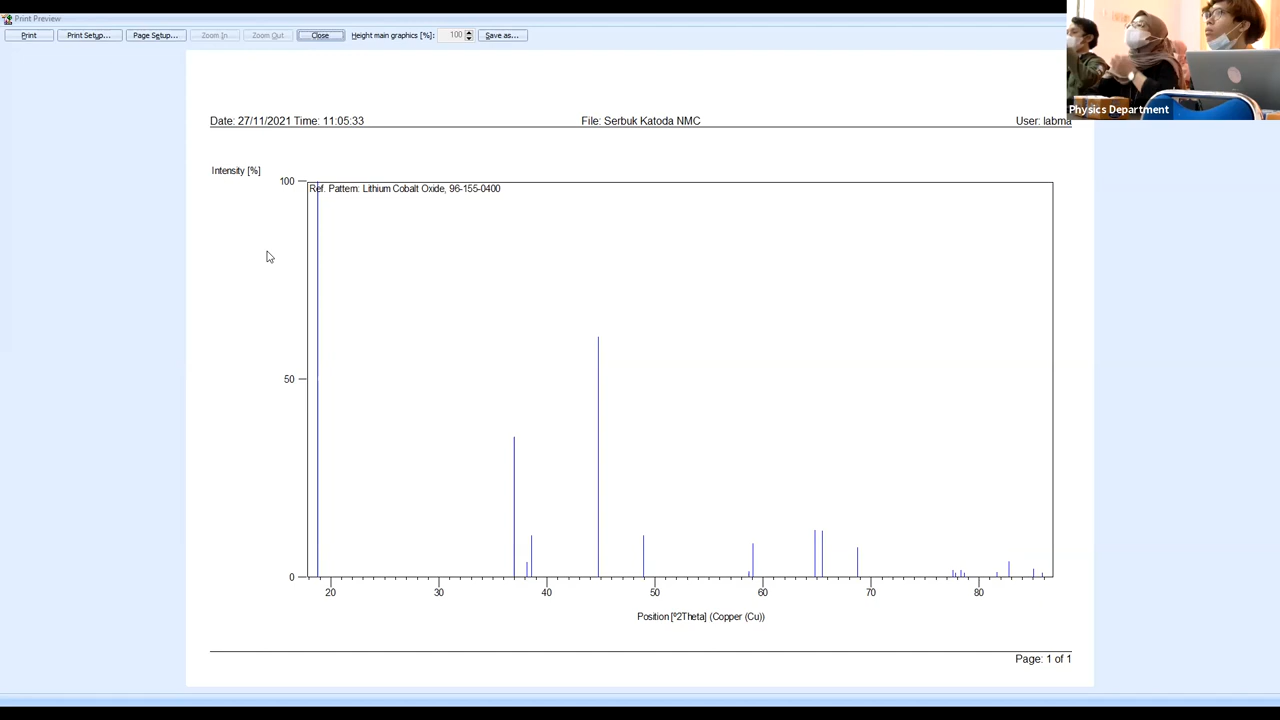 Print Preview
Print
Print Setup...
Page Setup...
Zoom In
Zoom Out
Close
Height main graphics [%]:
100
Save as...
Physics Department
Date: 27/11/2021 Time: 11:05:33
File: Serbuk Katoda NMC
User: labma
Intensity [%]
100
Ref. Pattern: Lithium Cobalt Oxide, 96-155-0400
50
0
20
30
40
50
60
70
80
Position [°2Theta] (Copper (Cu))
Page: 1 of 1